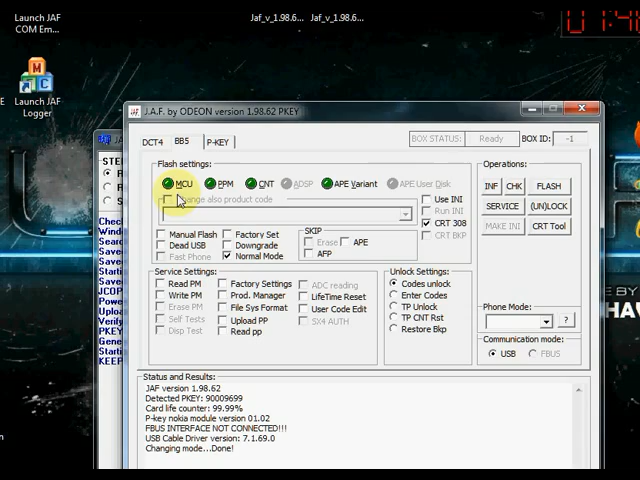 Launch JAF
COM Em...
Jaf_v_1.98.6...
Jaf_v_1.98.6...
Launch JAF
Logger
J.A.F. by ODEON version 1.98.62 PKEY
DCT4
BB5
P-KEY
BOX STATUS:
Ready
BOX ID:
-1
Flash settings:
MCU
PPM
CNT
ADSP
APE Variant
APE User Disk
Change also product code
Use INI
Run INI
CRT 308
CRT BKP
Manual Flash
Factory Set
Dead USB
Downgrade
Fast Phone
Normal Mode
SKIP
Erase
APE
AFP
Operations:
INF
CHK
FLASH
SERVICE
(UN)LOCK
MAKE INI
CRT Tool
Service Settings:
Read PM
Factory Settings
ADC reading
Write PM
Prod. Manager
LifeTime Reset
Erase PM
File Sys Format
User Code Edit
Self Tests
Upload PP
SX4 AUTH
Disp Test
Read pp
Unlock Settings:
Codes unlock
Enter Codes
TP Unlock
TP CNT Rst
Restore Bkp
Phone Mode:
?
Communication mode:
USB
FBUS
Status and Results:
JAF version 1.98.62
Detected PKEY: 90009699
Card life counter: 99.99%
P-key nokia module version 01.02
FBUS INTERFACE NOT CONNECTED!!!
USB Cable Driver version: 7.1.69.0
Changing mode...Done!
STE
Check
Windo
Searc
Save
Save
Starti
Save
JCOP
Powe
Uploa
Verify
PKEY
Gene
Starti
KEEP